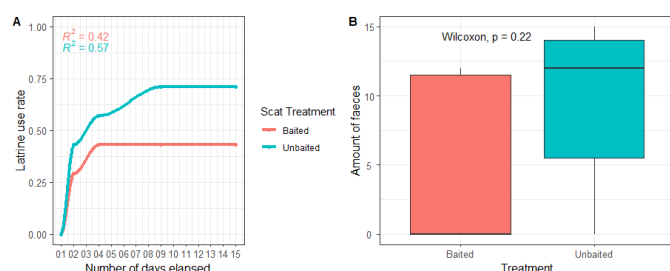 A
R² = 0.42
R² = 0.57
1.00
0.75
0.50
0.25
0.00
Latrine use rate
01 02 03 04 05 06 07 08 09 10 11 12 13 14 15
Number of days elapsed
Scat Treatment
Baited
Unbaited
B
Wilcoxon, p = 0.22
15
10
5
0
Amount of faeces
Baited
Unbaited
Treatment